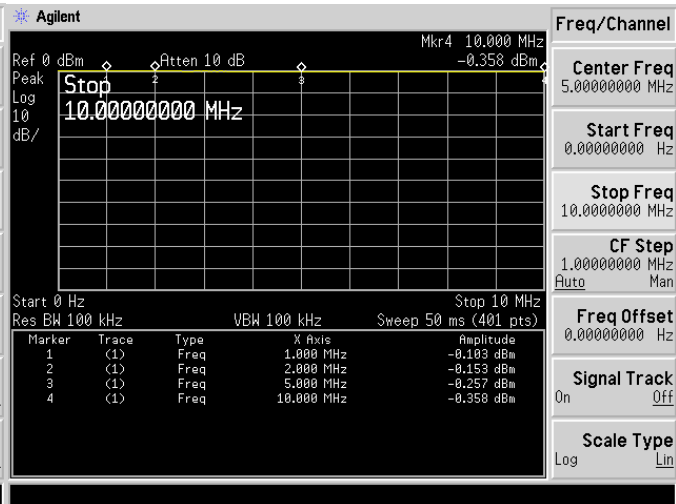 Agilent
Freq/Channel
Mkr4 10.000 MHz
Ref 0 dBm
Atten 10 dB
-0.358 dBm
Peak
Log
10
dB/
1
2
3
4
Stop
10.00000000 MHz
Start 0 Hz
Stop 10 MHz
Res BW 100 kHz
VBW 100 kHz
Sweep 50 ms (401 pts)
Marker Trace Type X Axis Amplitude
1 (1) Freq 1.000 MHz -0.103 dBm
2 (1) Freq 2.000 MHz -0.153 dBm
3 (1) Freq 5.000 MHz -0.257 dBm
4 (1) Freq 10.000 MHz -0.358 dBm
Center Freq
5.00000000 MHz
Start Freq
0.00000000 Hz
Stop Freq
10.0000000 MHz
CF Step
1.00000000 MHz
Auto Man
Freq Offset
0.00000000 Hz
Signal Track
On Off
Scale Type
Log Lin